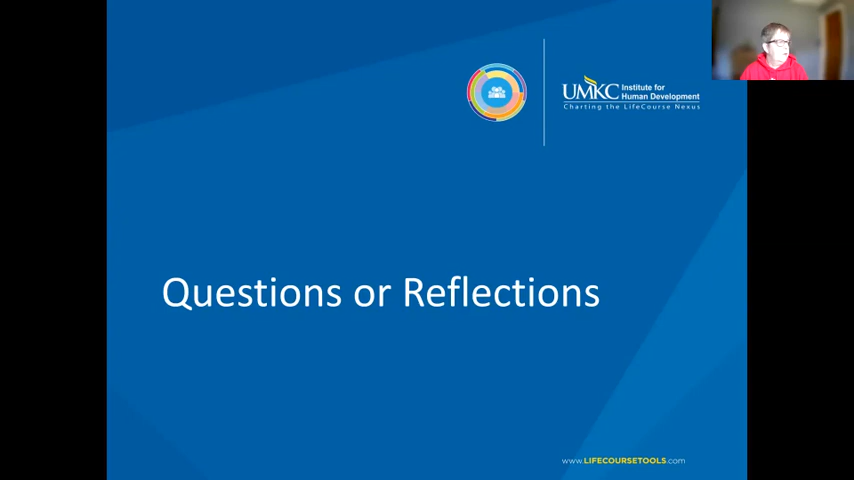 UMKC Institute for
Human Development
Charting the LifeCourse Nexus
Questions or Reflections
www.LIFECOURSETOOLS.com